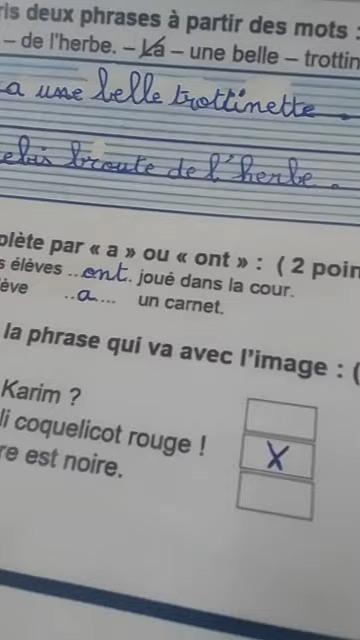 ris deux phrases à partir des mots :
– de l'herbe. – La – une belle – trottin
a une belle trottinette.
ebis broute de l'herbe.
plète par « a » ou « ont » : ( 2 poin
s élèves ..ont. joué dans la cour.
ève ..a.... un carnet.
la phrase qui va avec l'image : (
Karim ?
li coquelicot rouge !
X
re est noire.